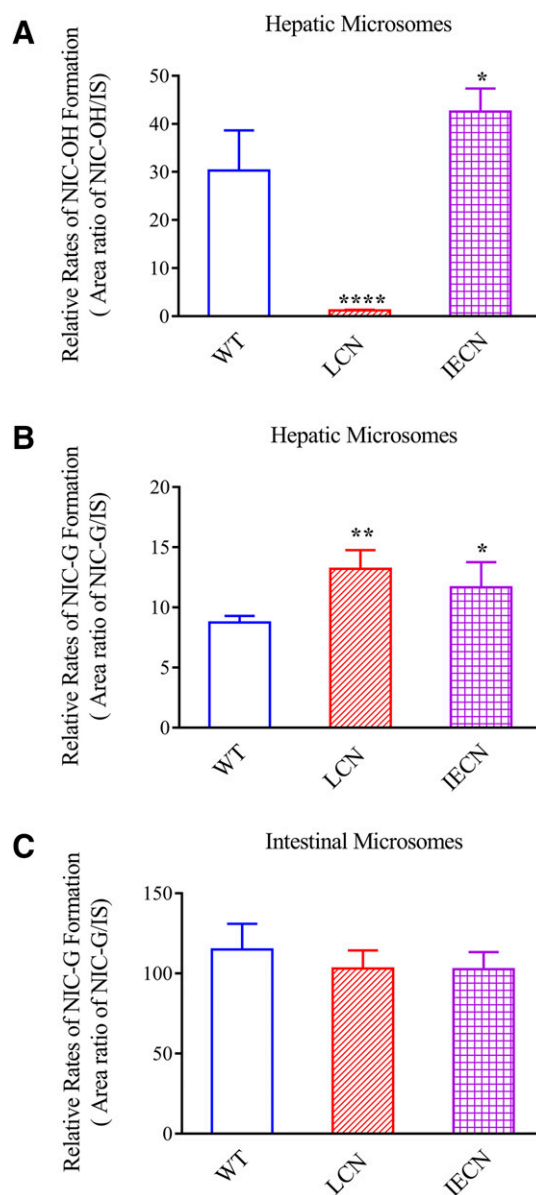 A
Hepatic Microsomes
Relative Rates of NIC-OH Formation
( Area ratio of NIC-OH/IS)
50
40
30
20
10
0
*
****
WT
LCN
IECN
B
Hepatic Microsomes
Relative Rates of NIC-G Formation
( Area ratio of NIC-G/IS)
20
15
10
5
0
**
*
WT
LCN
IECN
C
Intestinal Microsomes
Relative Rates of NIC-G Formation
( Area ratio of NIC-G/IS)
150
100
50
0
WT
LCN
IECN